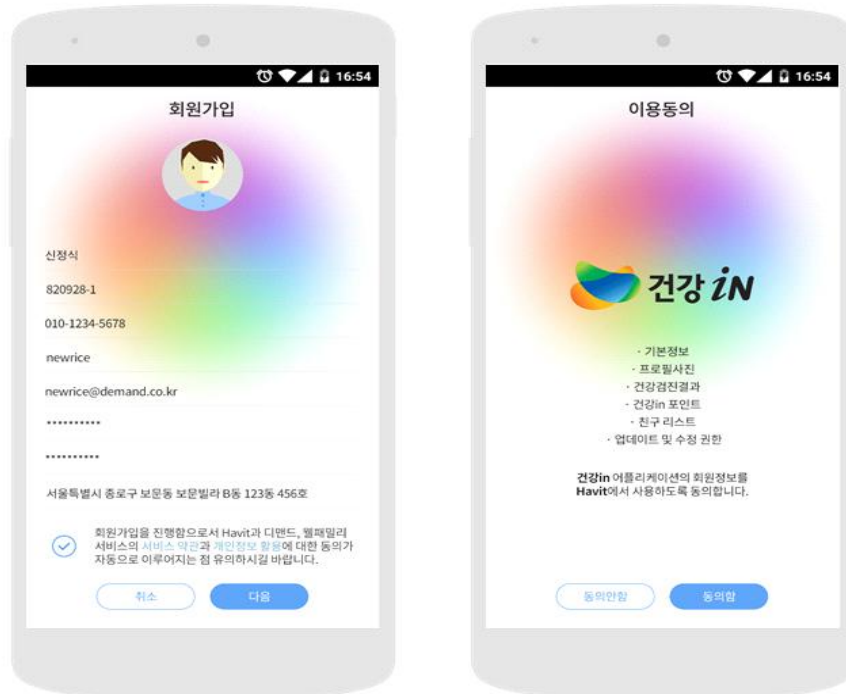 16:54
회원가입
신정식
820928-1
010-1234-5678
newrice
newrice@demand.co.kr
**********
**********
서울특별시 종로구 보문동 보문빌라 B동 123동 456호
회원가입을 진행함으로서 Havit과 디맨드, 웰패밀리
서비스의 서비스 약관과 개인정보 활용에 대한 동의가
자동으로 이루어지는 점 유의하시길 바랍니다.
취소
다음
16:54
이용동의
건강iN
· 기본정보
· 프로필사진
· 건강검진결과
· 건강in 포인트
· 친구 리스트
· 업데이트 및 수정 권한
건강in 어플리케이션의 회원정보를
Havit에서 사용하도록 동의합니다.
동의안함
동의함